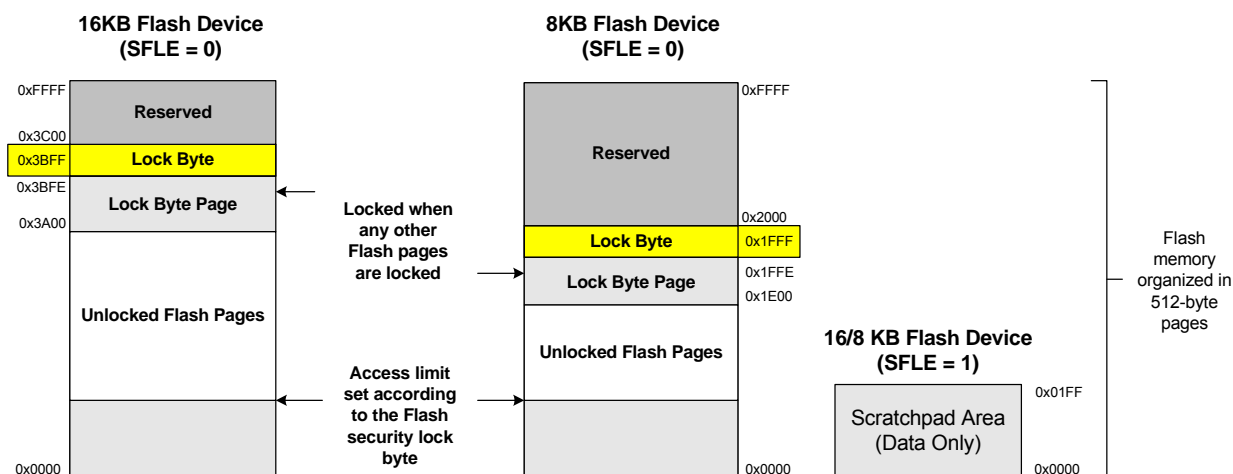 16KB Flash Device
(SFLE = 0)
0xFFFF
Reserved
0x3C00
0x3BFF
Lock Byte
0x3BFE
Lock Byte Page
0x3A00
Unlocked Flash Pages
0x0000
Locked when
any other
Flash pages
are locked
Access limit
set according
to the Flash
security lock
byte
8KB Flash Device
(SFLE = 0)
0xFFFF
Reserved
0x2000
Lock Byte
0x1FFF
0x1FFE
Lock Byte Page
0x1E00
Unlocked Flash Pages
0x0000
16/8 KB Flash Device
(SFLE = 1)
0x01FF
Scratchpad Area
(Data Only)
0x0000
Flash
memory
organized in
512-byte
pages